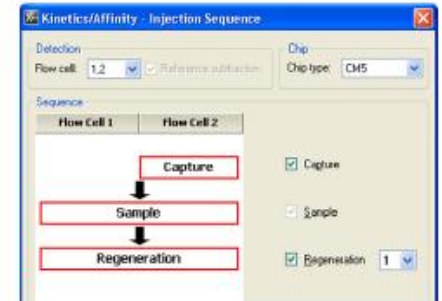 Kinetics/Affinity - Injection Sequence
Detection
Flow cell: 1,2
Reference subtraction
Chip
Chip type: CM5
Sequence
Flow Cell 1 Flow Cell 2
Capture
Capture
Sample
Sample
Regeneration
Regeneration 1